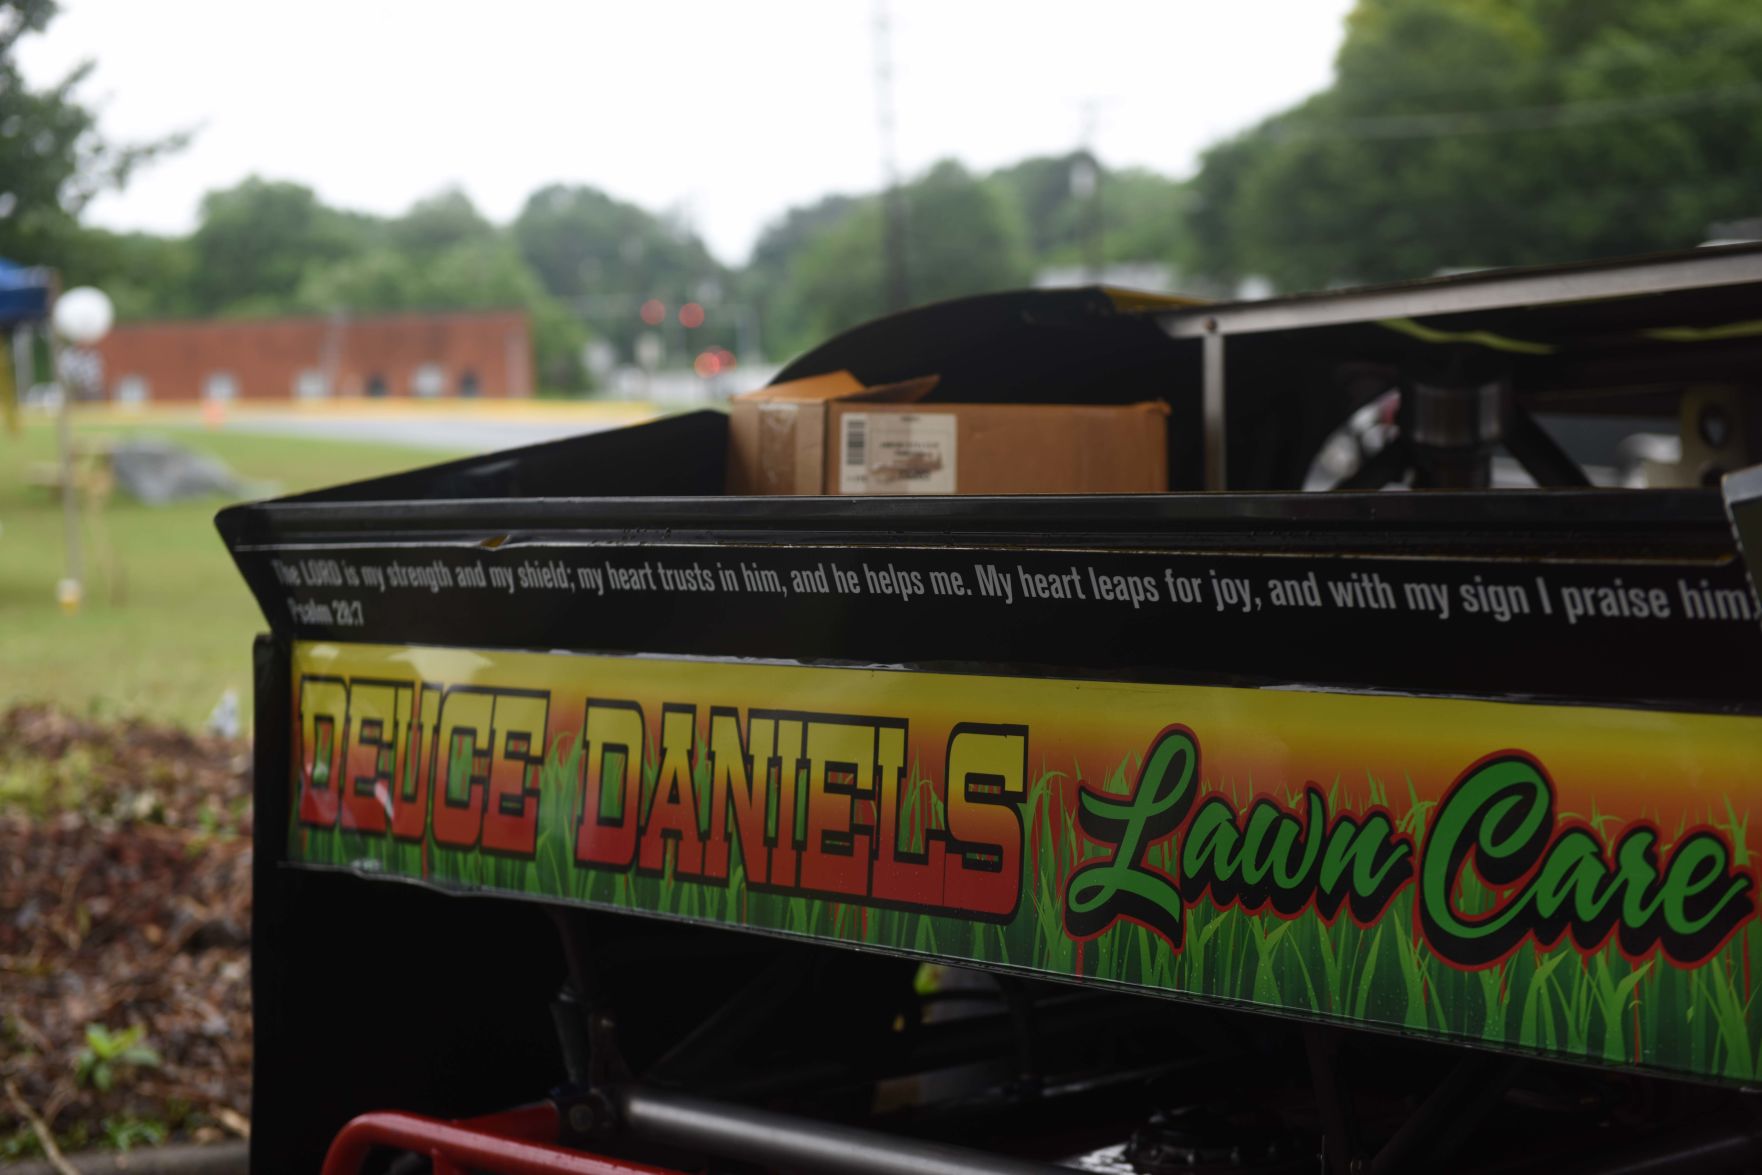 The LORD is my strength and my shield; my heart trusts in him, and he helps me. My heart leaps for joy, and with my sign I praise him.
Psalm 28:7
DEUCE DANIELS Lawn Care